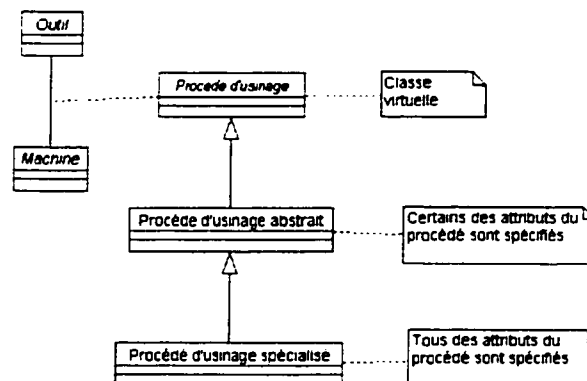 Outil
Procede d'usinage
Classe
virtuelle
Machine
Procède d'usinage abstrait
Certains des attributs du
procédé sont spécifiés
Procédé d'usinage spécialisé
Tous des attributs du
procédé sont spécifiés